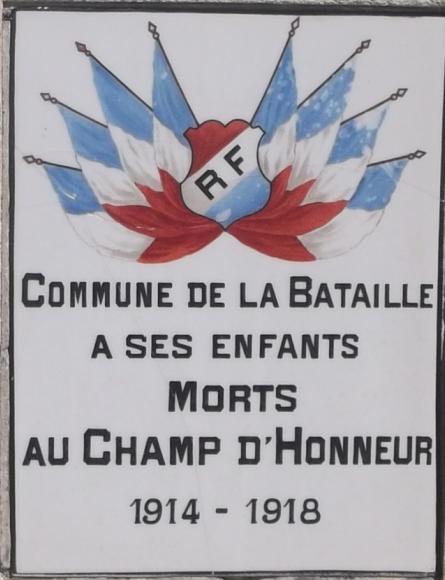 RF
COMMUNE DE LA BATAILLE
A SES ENFANTS
MORTS
AU CHAMP D'HONNEUR
1914 - 1918